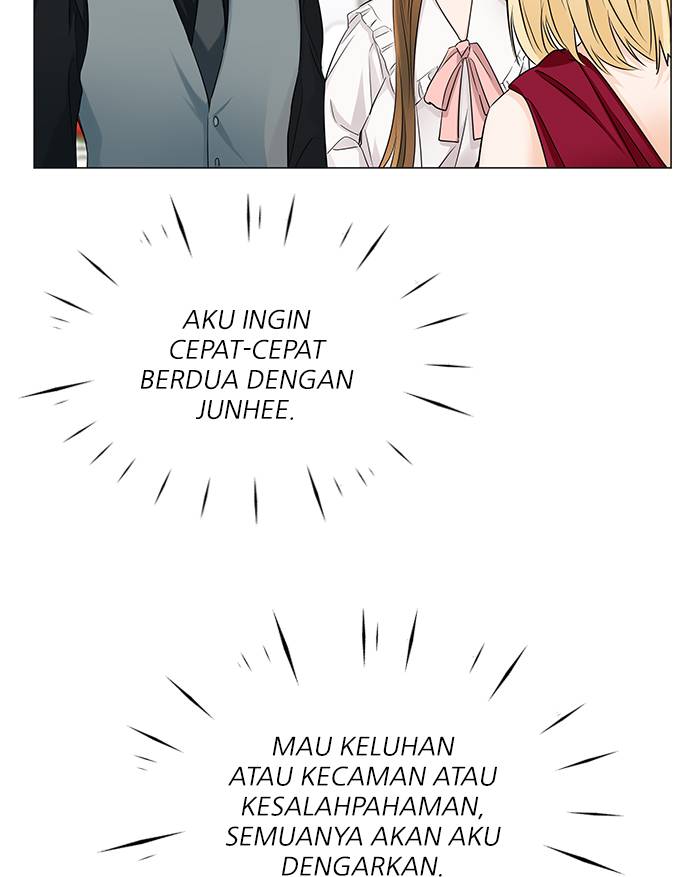 AKU INGIN
CEPAT-CEPAT
BERDUA DENGAN
JUNHEE.
MAU KELUHAN
ATAU KECAMAN ATAU
KESALAHPAHAMAN,
SEMUANYA AKAN AKU
DENGARKAN.